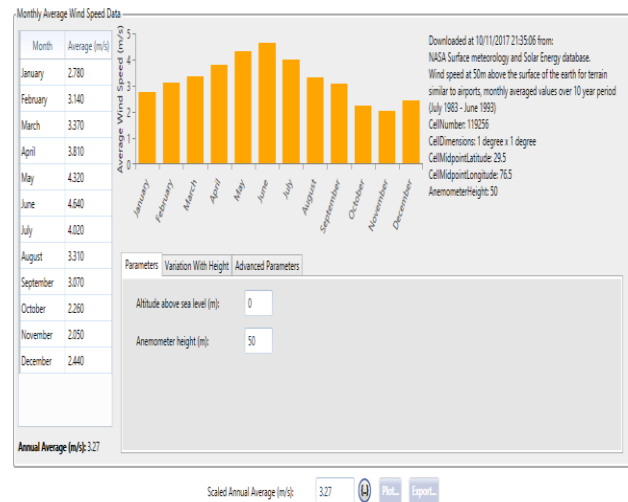 Monthly Average Wind Speed Data
Month Average (m/s)
January 2.780
February 3.140
March 3.370
April 3.810
May 4.320
June 4.640
July 4.020
August 3.310
September 3.070
October 2.260
November 2.050
December 2.440
Annual Average (m/s): 3.27
Average Wind Speed (m/s)
5
4
3
2
1
0
January
February
March
April
May
June
July
August
September
October
November
December
Downloaded at 10/11/2017 21:35:06 from:
NASA Surface meteorology and Solar Energy database.
Wind speed at 50m above the surface of the earth for terrain
similar to airports, monthly averaged values over 10 year period
(July 1983 - June 1993)
CellNumber: 119256
CellDimensions: 1 degree x 1 degree
CellMidpointLatitude: 29.5
CellMidpointLongitude: 76.5
AnemometerHeight: 50
Parameters Variation With Height Advanced Parameters
Altitude above sea level (m): 0
Anemometer height (m): 50
Scaled Annual Average (m/s): 3.27 Plot... Export...